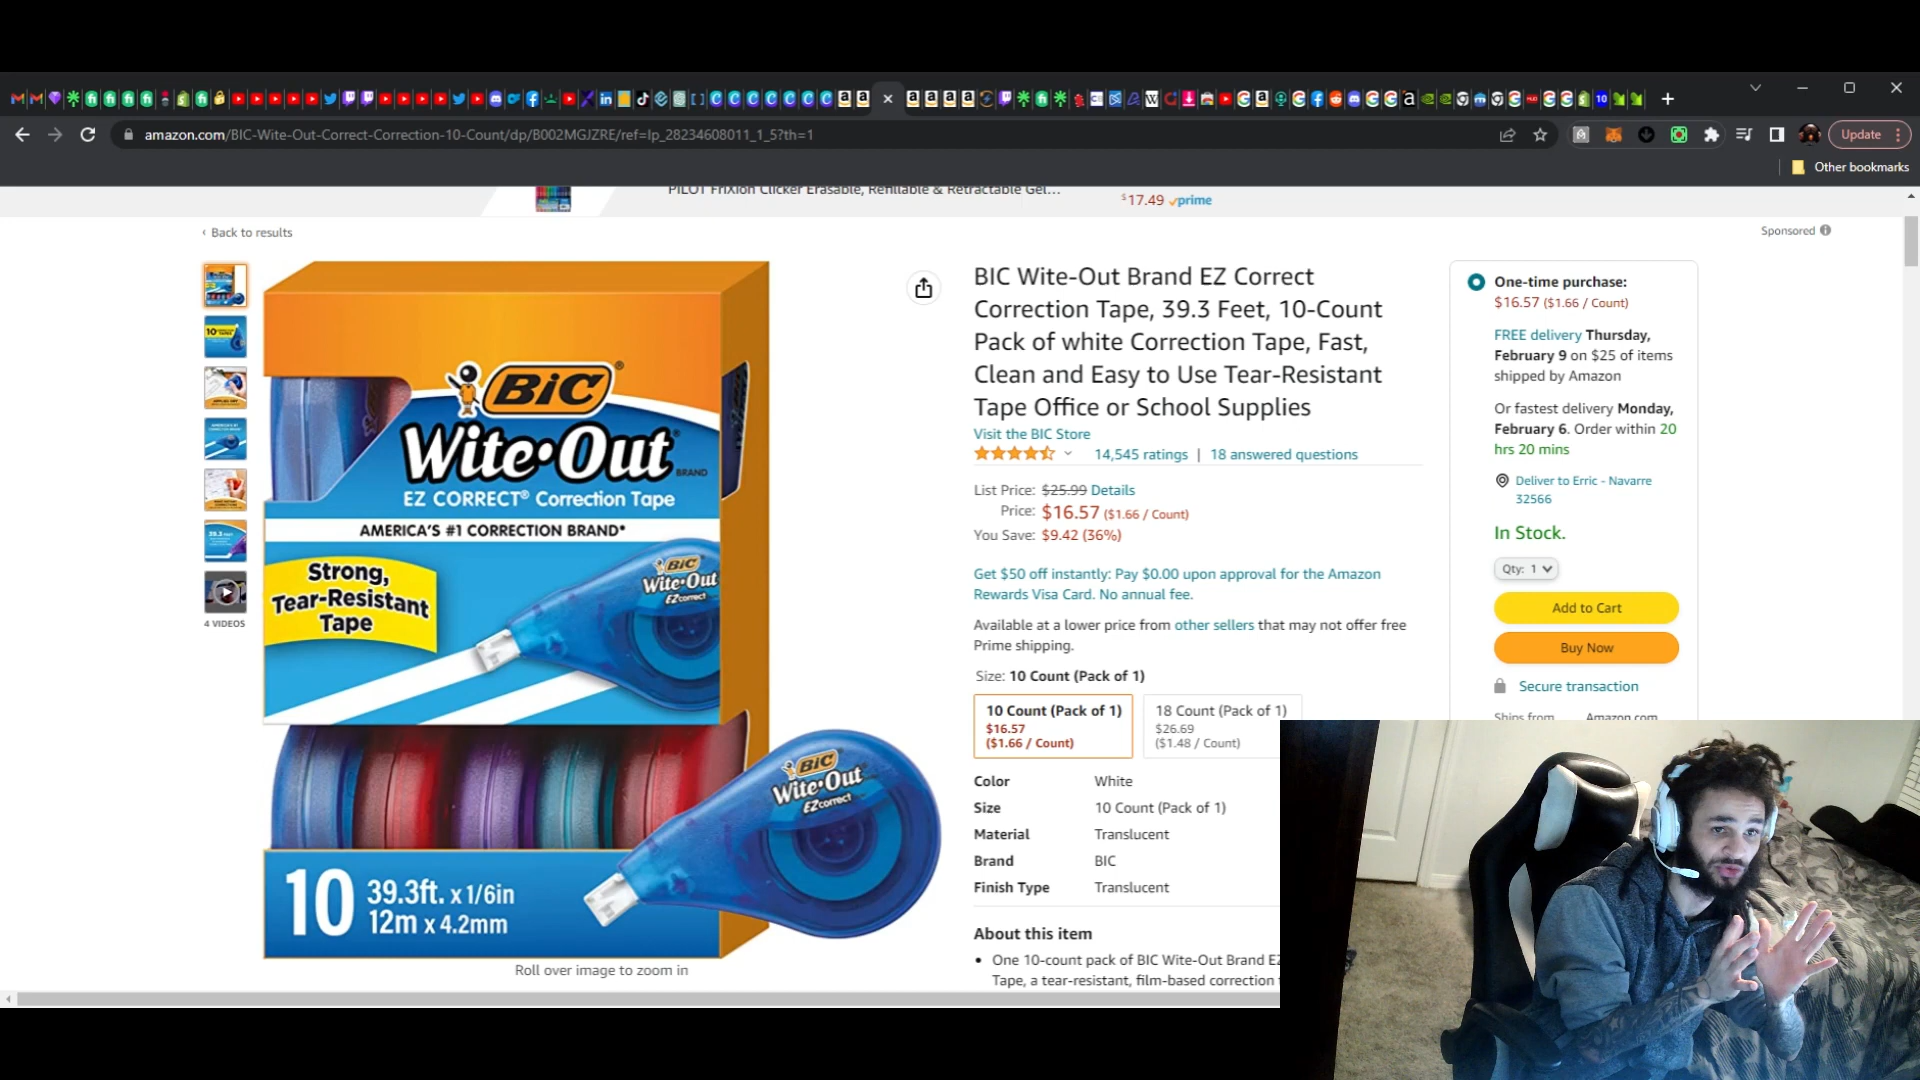 amazon.com/BIC-Wite-Out-Correct-Correction-10-Count/dp/B002MGJZRE/ref=lp_28234608011_1_5?th=1
Update
Other bookmarks
PILOT FriXion Clicker Erasable, Refillable & Retractable Gel...
$17.49 prime
‹ Back to results
Sponsored
BIC Wite-Out Brand EZ Correct
Correction Tape, 39.3 Feet, 10-Count
Pack of white Correction Tape, Fast,
Clean and Easy to Use Tear-Resistant
Tape Office or School Supplies
Visit the BIC Store
14,545 ratings | 18 answered questions
List Price: $25.99 Details
Price: $16.57 ($1.66 / Count)
You Save: $9.42 (36%)
Get $50 off instantly: Pay $0.00 upon approval for the Amazon
Rewards Visa Card. No annual fee.
Available at a lower price from other sellers that may not offer free
Prime shipping.
Size: 10 Count (Pack of 1)
10 Count (Pack of 1)
$16.57
($1.66 / Count)
18 Count (Pack of 1)
$26.69
($1.48 / Count)
Color White
Size 10 Count (Pack of 1)
Material Translucent
Brand BIC
Finish Type Translucent
About this item
• One 10-count pack of BIC Wite-Out Brand EZ
Tape, a tear-resistant, film-based correction
One-time purchase:
$16.57 ($1.66 / Count)
FREE delivery Thursday,
February 9 on $25 of items
shipped by Amazon
Or fastest delivery Monday,
February 6. Order within 20
hrs 20 mins
Deliver to Erric - Navarre
32566
In Stock.
Qty: 1
Add to Cart
Buy Now
Secure transaction
Ships from Amazon.com
4 VIDEOS
BIC®
Wite•Out®
BRAND
EZ CORRECT® Correction Tape
AMERICA'S #1 CORRECTION BRAND*
Strong,
Tear-Resistant
Tape
BIC
Wite•Out
EZcorrect
BIC
Wite•Out
EZcorrect
10
39.3ft. x 1/6in
12m x 4.2mm
Roll over image to zoom in